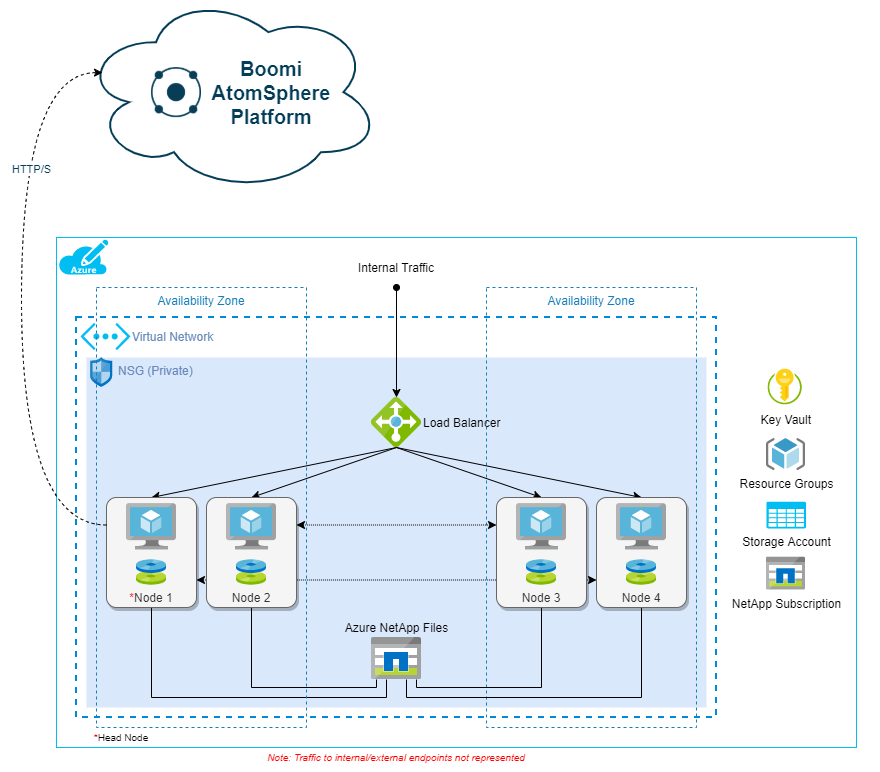 Boomi
AtomSphere
Platform
HTTP/S
Azure
Internal Traffic
Availability Zone
Availability Zone
Virtual Network
NSG (Private)
Load Balancer
Key Vault
Resource Groups
Storage Account
NetApp Subscription
*Node 1
Node 2
Node 3
Node 4
Azure NetApp Files
*Head Node
Note: Traffic to internal/external endpoints not represented